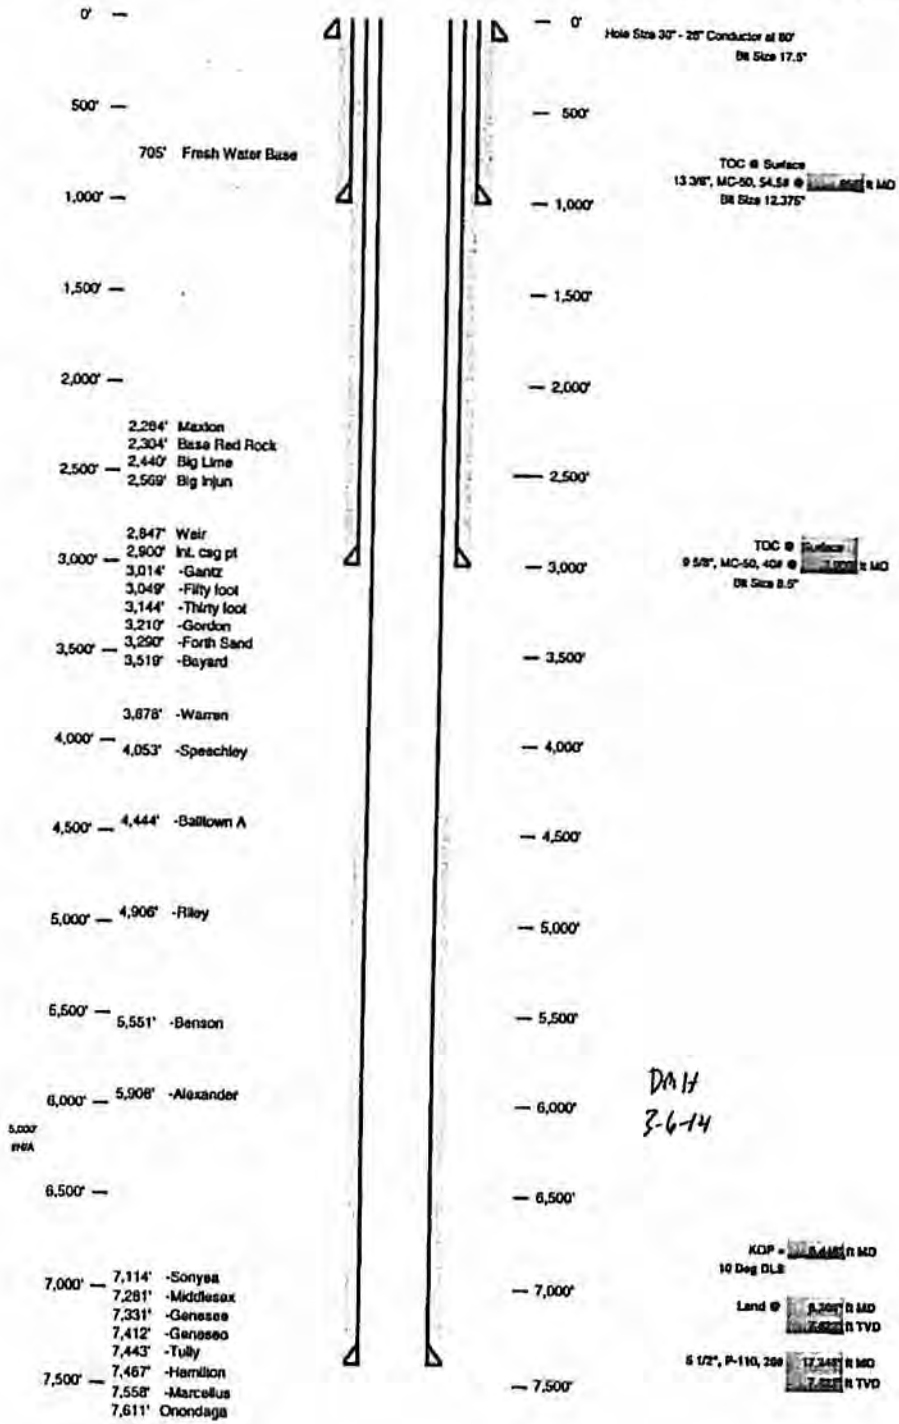 0'
500'
705' Fresh Water Base
1,000'
1,500'
2,000'
2,264' Maxton
2,304' Base Red Rock
2,440' Big Lime
2,500'
2,569' Big Injun
2,847' Weir
2,900' Int. csg pt
3,000'
3,014' -Gantz
3,049' -Fifty foot
3,144' -Thirty foot
3,210' -Gordon
3,290' -Forth Sand
3,500'
3,519' -Bayard
3,878' -Warren
4,000'
4,053' -Speechley
4,444' -Balltown A
4,500'
4,906' -Riley
5,000'
5,500'
5,551' -Benson
5,906' -Alexander
6,000'
5,000'
#N/A
6,500'
7,000'
7,114' -Sonyea
7,281' -Middlesex
7,331' -Genesee
7,412' -Geneseo
7,443' -Tully
7,467' -Hamilton
7,500'
7,558' -Marcellus
7,611' Onondaga
0'
500'
1,000'
1,500'
2,000'
2,500'
3,000'
3,500'
4,000'
4,500'
5,000'
5,500'
6,000'
6,500'
7,000'
7,500'
Hole Size 30" - 26" Conductor at 80'
Bit Size 17.5"
TOC @ Surface
13 3/8", MC-50, 54.5# @ ft MD
Bit Size 12.375"
TOC @ Surface
9 5/8", MC-50, 40# @ ft MD
Bit Size 8.5"
DMH
3-6-14
KOP = ft MD
10 Deg DLS
Land @ ft MD
ft TVD
5 1/2", P-110, ft MD
ft TVD